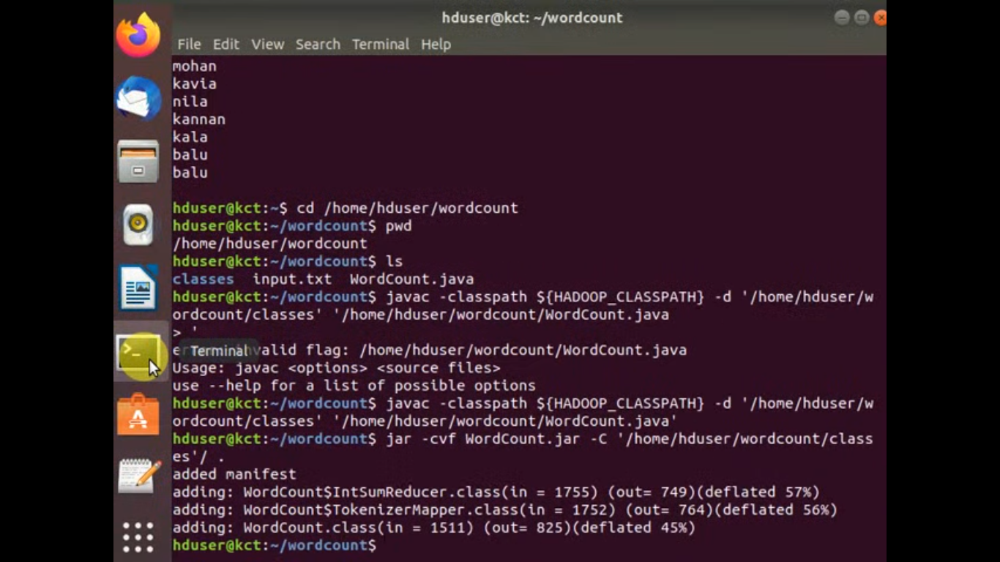 hduser@kct: ~/wordcount
File Edit View Search Terminal Help
mohan
kavia
nila
kannan
kala
balu
balu
hduser@kct:~$ cd /home/hduser/wordcount
hduser@kct:~/wordcount$ pwd
/home/hduser/wordcount
hduser@kct:~/wordcount$ ls
classes input.txt WordCount.java
hduser@kct:~/wordcount$ javac -classpath ${HADOOP_CLASSPATH} -d '/home/hduser/w
ordcount/classes' '/home/hduser/wordcount/WordCount.java
> '
Terminal valid flag: /home/hduser/wordcount/WordCount.java
Usage: javac <options> <source files>
use --help for a list of possible options
hduser@kct:~/wordcount$ javac -classpath ${HADOOP_CLASSPATH} -d '/home/hduser/w
ordcount/classes' '/home/hduser/wordcount/WordCount.java'
hduser@kct:~/wordcount$ jar -cvf WordCount.jar -C '/home/hduser/wordcount/class
es'/ .
added manifest
adding: WordCount$IntSumReducer.class(in = 1755) (out= 749)(deflated 57%)
adding: WordCount$TokenizerMapper.class(in = 1752) (out= 764)(deflated 56%)
adding: WordCount.class(in = 1511) (out= 825)(deflated 45%)
hduser@kct:~/wordcount$